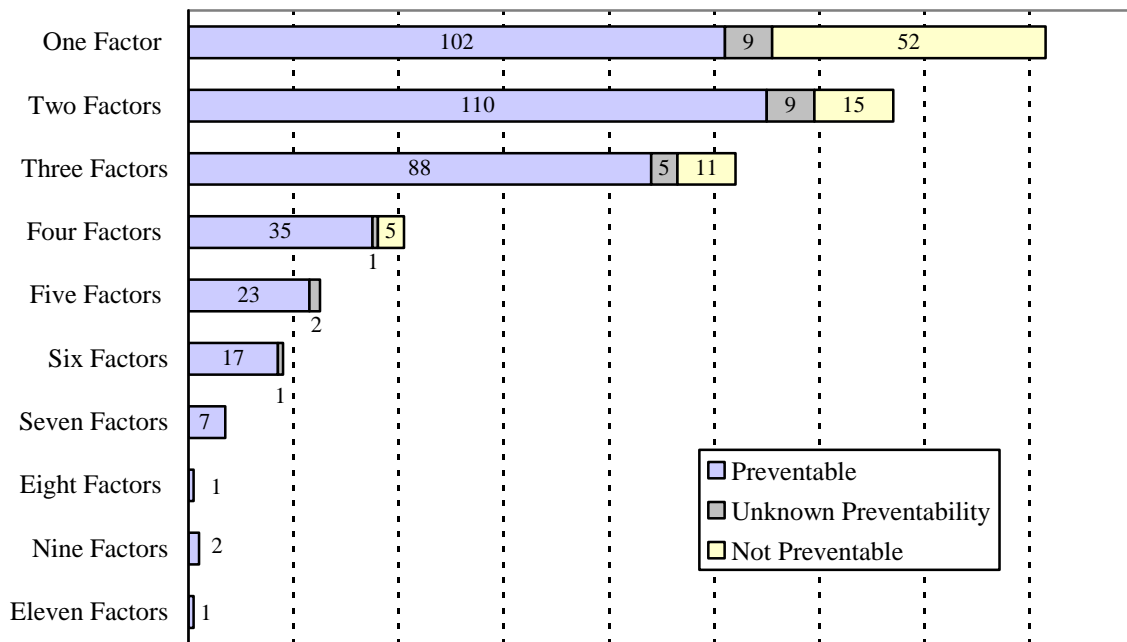 One Factor 102 9 52
Two Factors 110 9 15
Three Factors 88 5 11
Four Factors 35 5
1
Five Factors 23
2
Six Factors 17
1
Seven Factors 7
Eight Factors 1
Nine Factors 2
Eleven Factors 1
Preventable
Unknown Preventability
Not Preventable